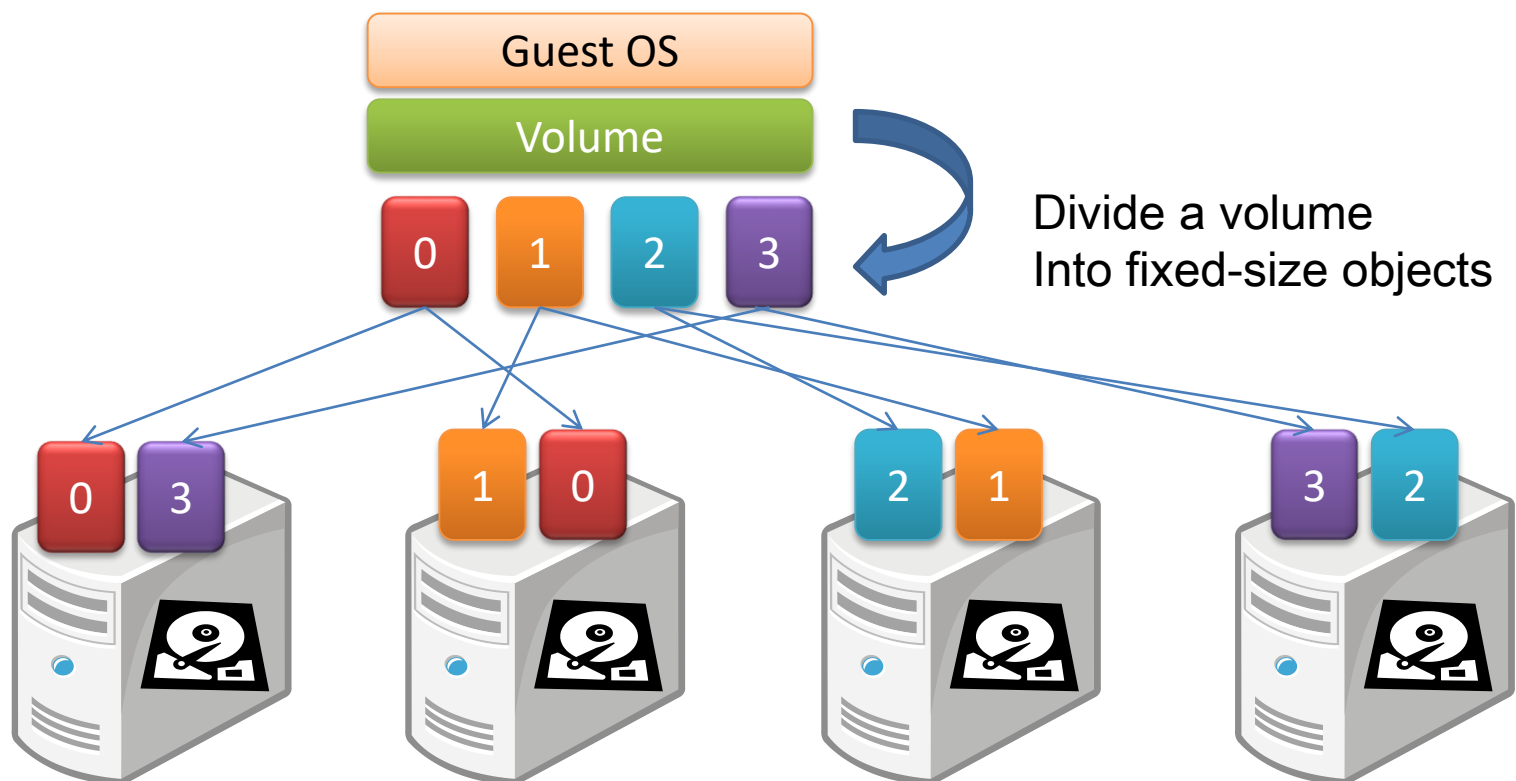 Guest OS
Volume
0 1 2 3
Divide a volume
Into fixed-size objects
0 3 1 0 2 1 3 2